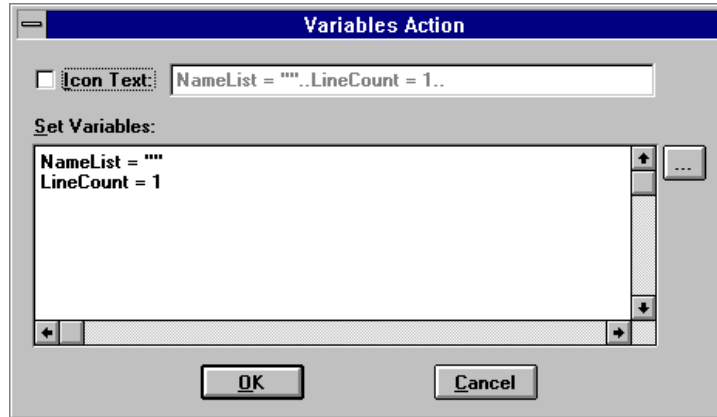 Variables Action
Icon Text: NameList = ""..LineCount = 1..
Set Variables:
NameList = ""
LineCount = 1
...
OK Cancel